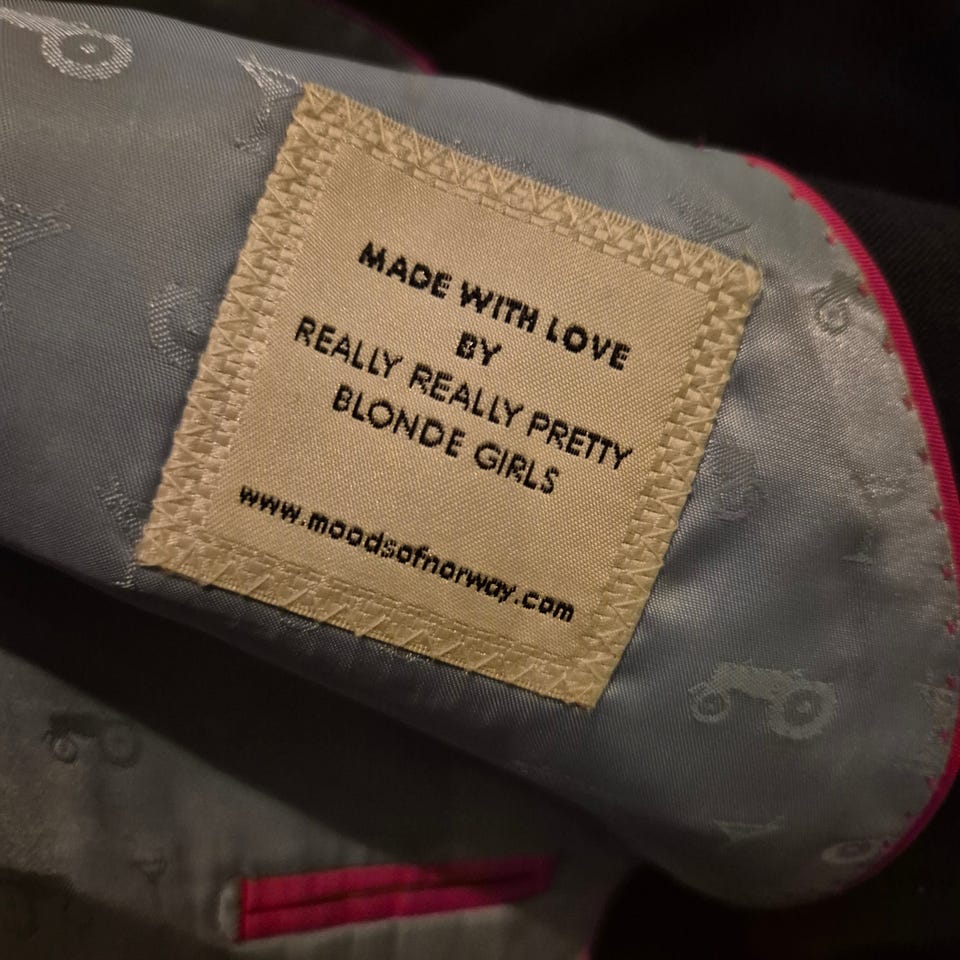 MADE WITH LOVE
BY
REALLY REALLY PRETTY
BLONDE GIRLS
www.moodsofnorway.com